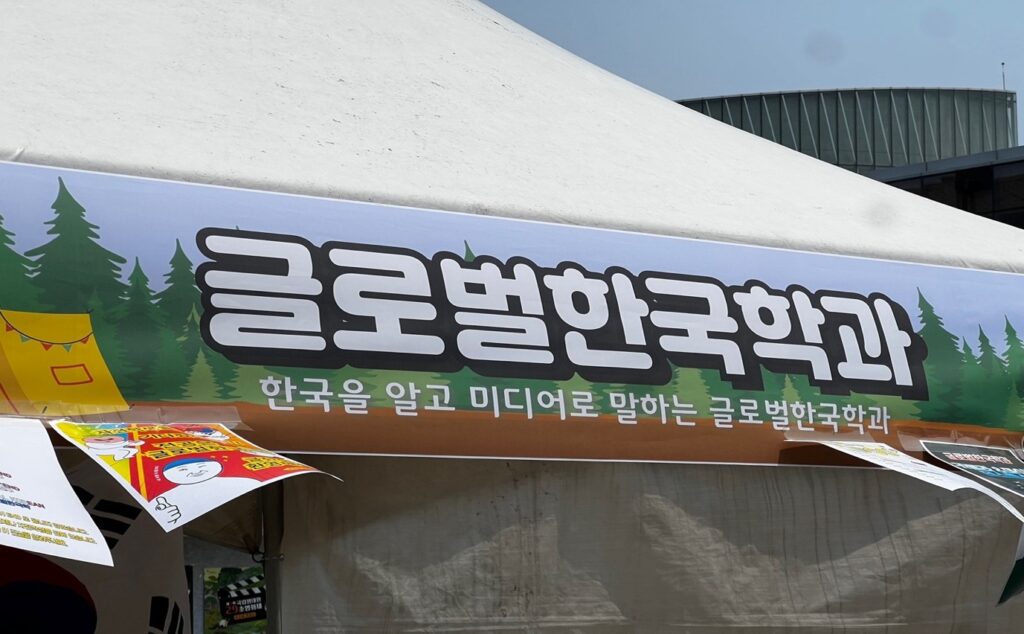 글로벌한국학과
한국을 알고 미디어로 말하는 글로벌한국학과